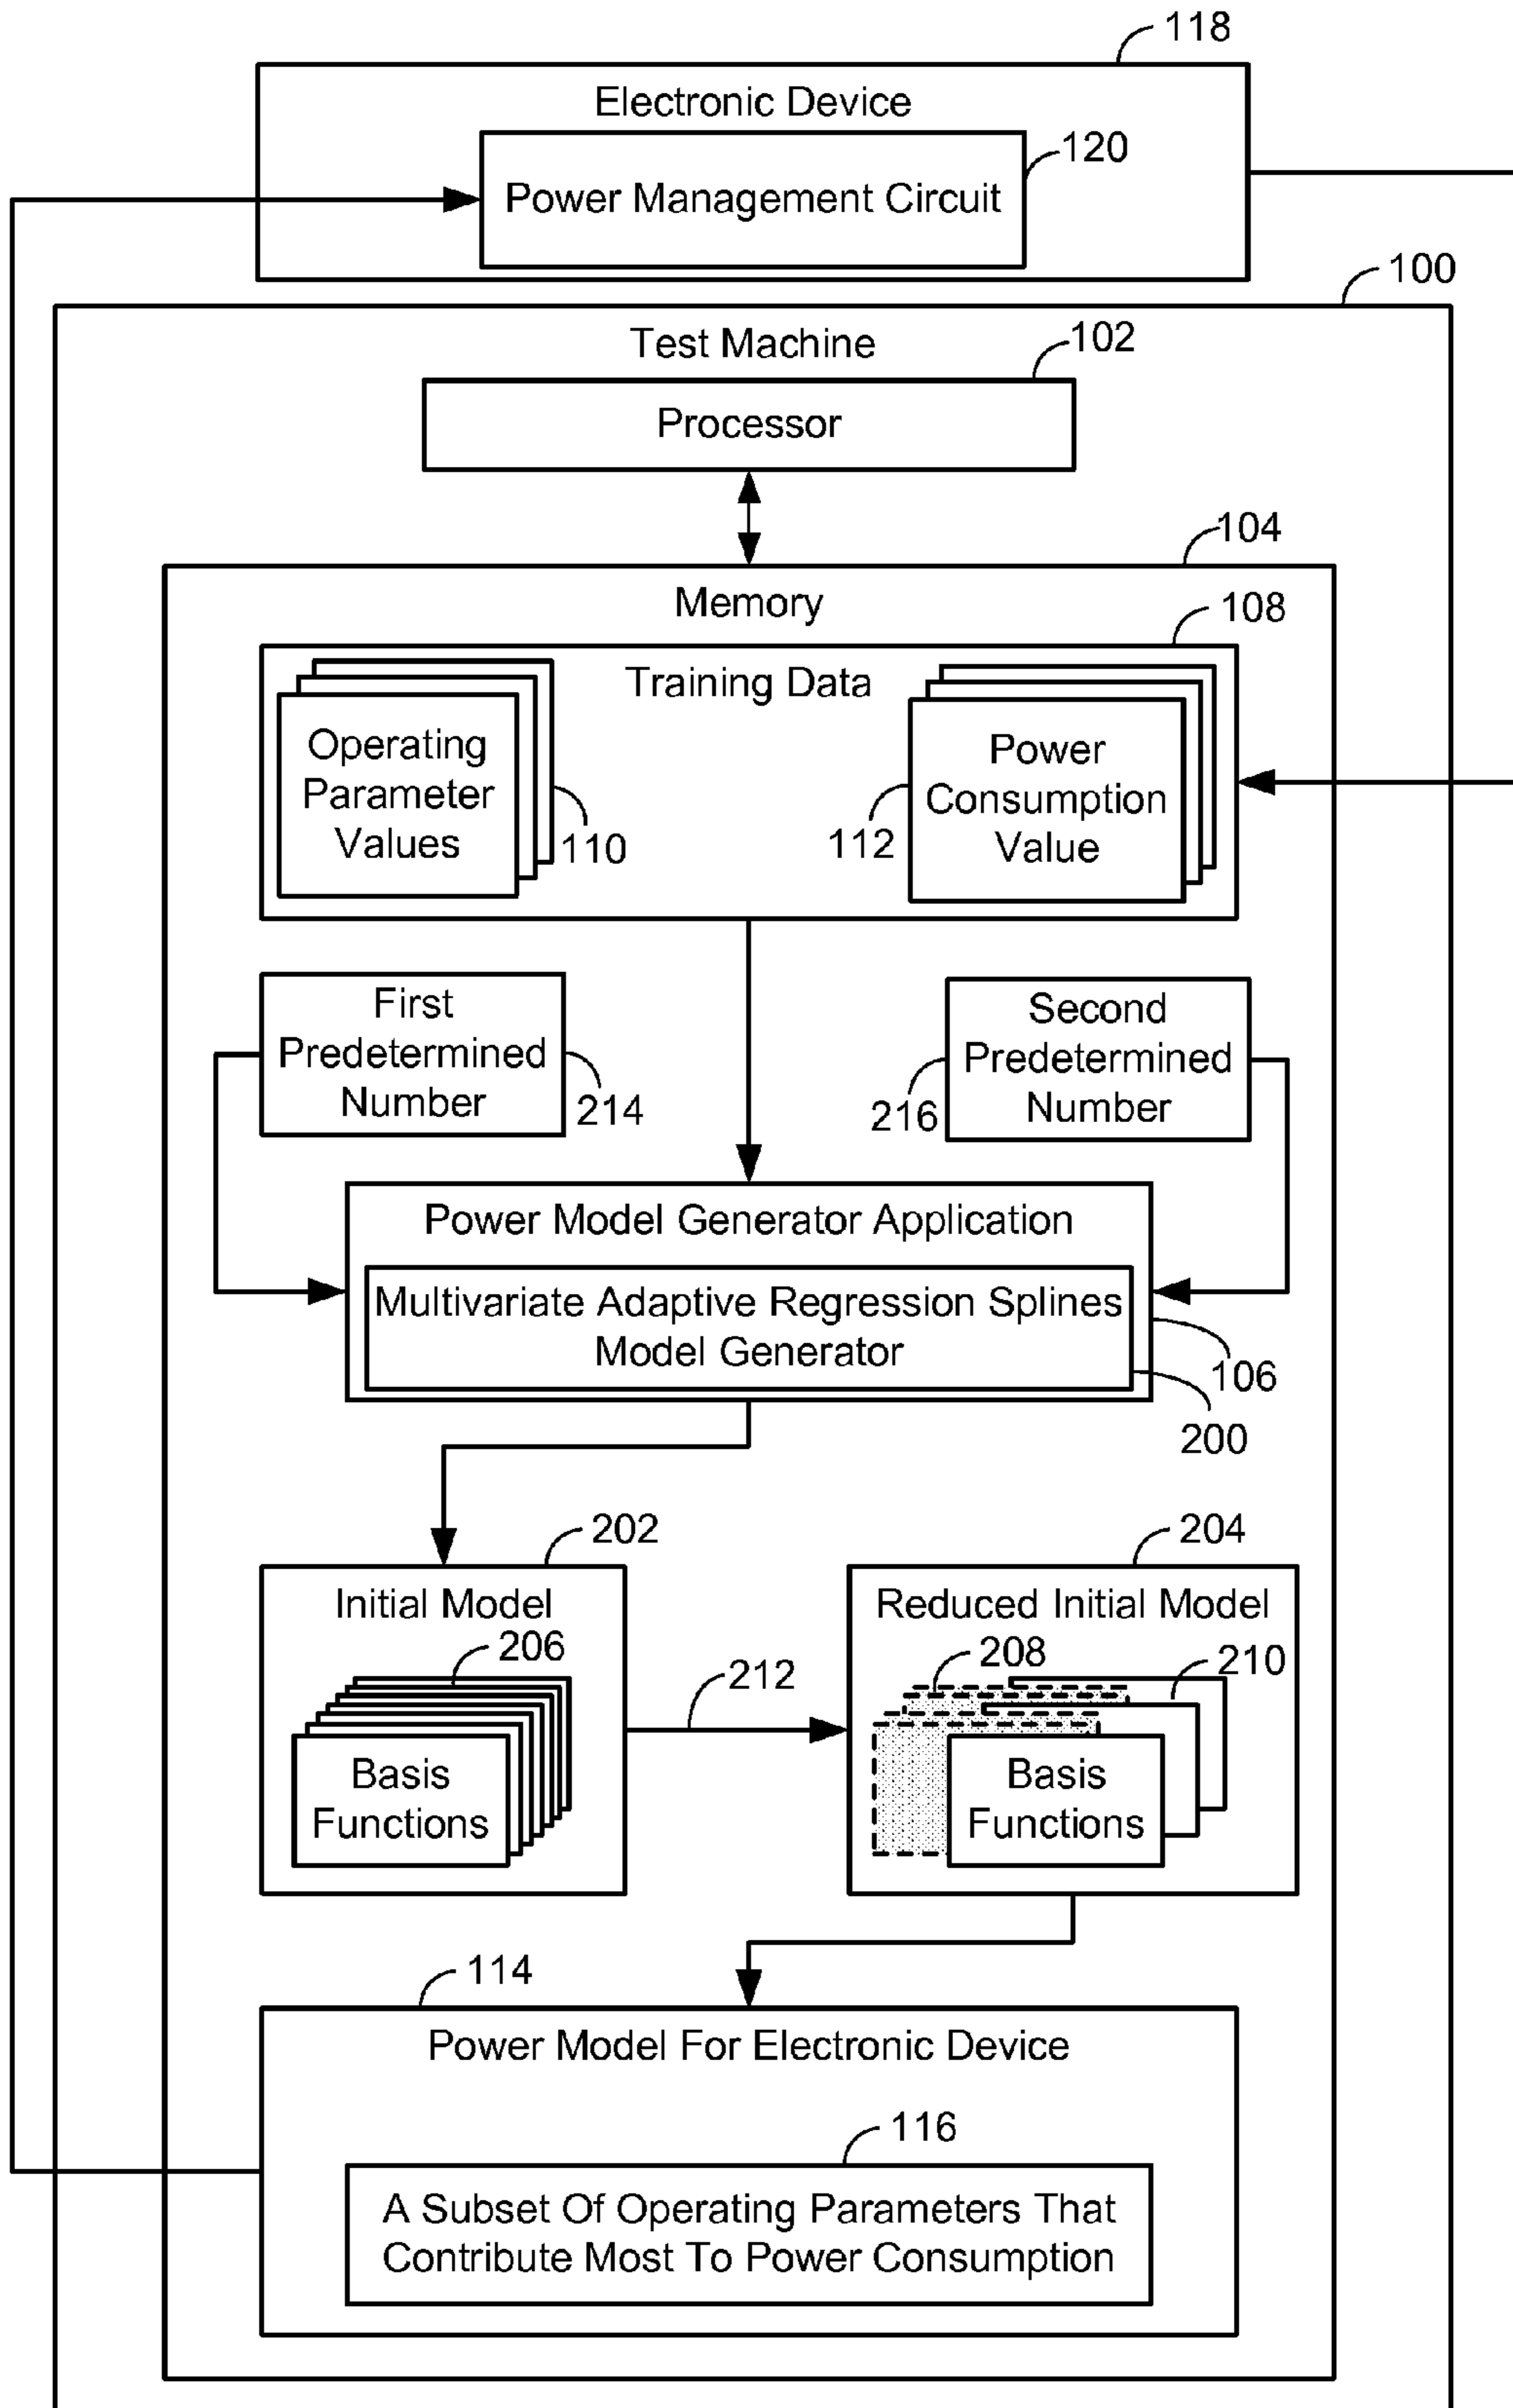 118
Electronic Device
120
Power Management Circuit
100
Test Machine
102
Processor
104
Memory
108
Training Data
Operating
Parameter
Values
110
Power
Consumption
Value
112
First
Predetermined
Number
214
Second
Predetermined
Number
216
Power Model Generator Application
Multivariate Adaptive Regression Splines
Model Generator
106
200
202
Initial Model
206
Basis
Functions
212
204
Reduced Initial Model
208
210
Basis
Functions
114
Power Model For Electronic Device
116
A Subset Of Operating Parameters That
Contribute Most To Power Consumption